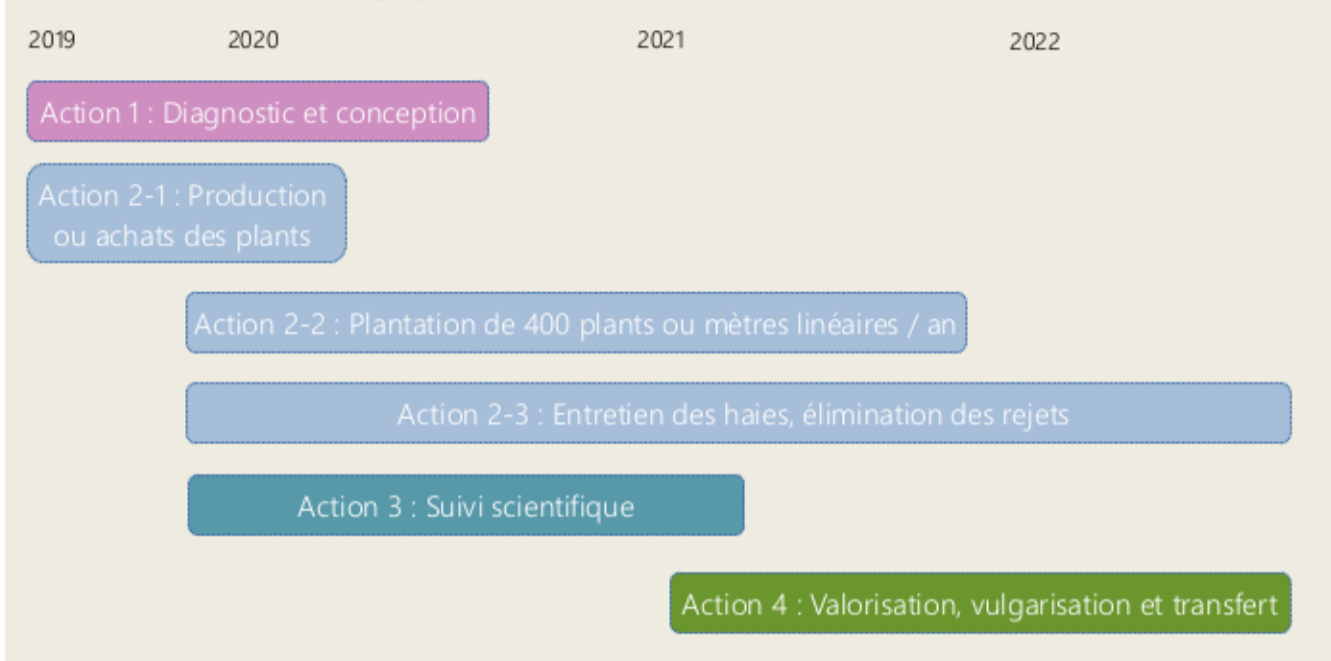 2019 2020 2021 2022
Action 1 : Diagnostic et conception
Action 2-1 : Production
ou achats des plants
Action 2-2 : Plantation de 400 plants ou mètres linéaires / an
Action 2-3 : Entretien des haies, élimination des rejets
Action 3 : Suivi scientifique
Action 4 : Valorisation, vulgarisation et transfert